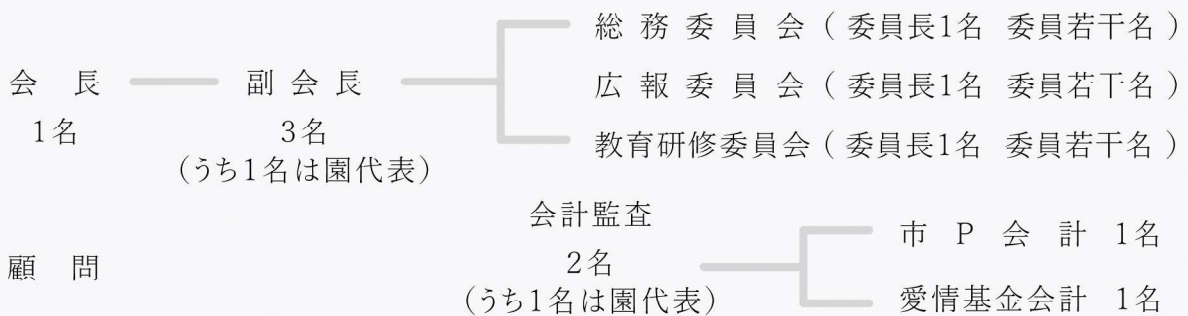 総務委員会（委員長1名 委員若干名）
会長 副会長
広報委員会（委員長1名 委員若丅名）
1名 3名
教育研修委員会（委員長1名 委員若干名）
（うち1名は園代表）
会計監査
市P会計 1名
顧問
2名
（うち1名は園代表）
愛情基金会計 1名